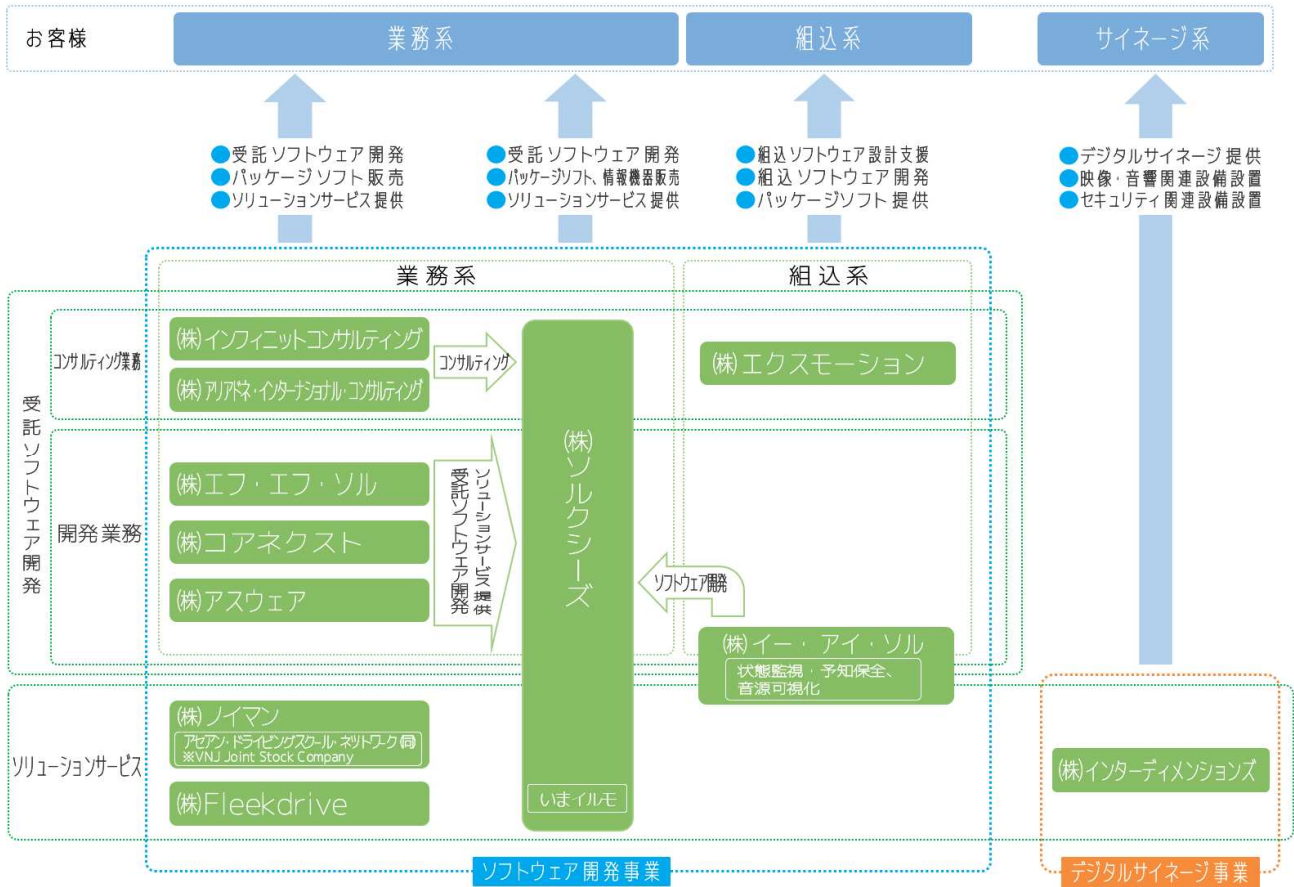 お客様
業務系
組込系
サイネージ系
●受託ソフトウェア開発
●パッケージソフト販売
●ソリューションサービス提供
●受託ソフトウェア開発
●パッケージソフト、情報機器販売
●ソリューションサービス提供
●組込ソフトウェア設計支援
●組込ソフトウェア開発
●パッケージソフト提供
●デジタルサイネージ提供
●映像・音響関連設備設置
●セキュリティ関連設備設置
業務系
組込系
受託ソフトウェア開発
コンサルティング業務
(株)インフィニットコンサルティング
(株)アリアドネ・インターナショナル・コンサルティング
コンサルティング
(株)ソルクシーズ
(株)エクスモーション
開発業務
(株)エフ・エフ・ソル
(株)コアネクスト
(株)アスウェア
ソリューションサービス提供
受託ソフトウェア開発
ソフトウェア開発
(株)イー・アイ・ソル
状態監視・予知保全、
音源可視化
ソリューションサービス
(株)ノイマン
アセアン・ドライビングスクール・ネットワーク(同)
※VNJ Joint Stock Company
(株)Fleekdrive
いまイルモ
(株)インターディメンションズ
ソフトウェア開発事業
デジタルサイネージ事業